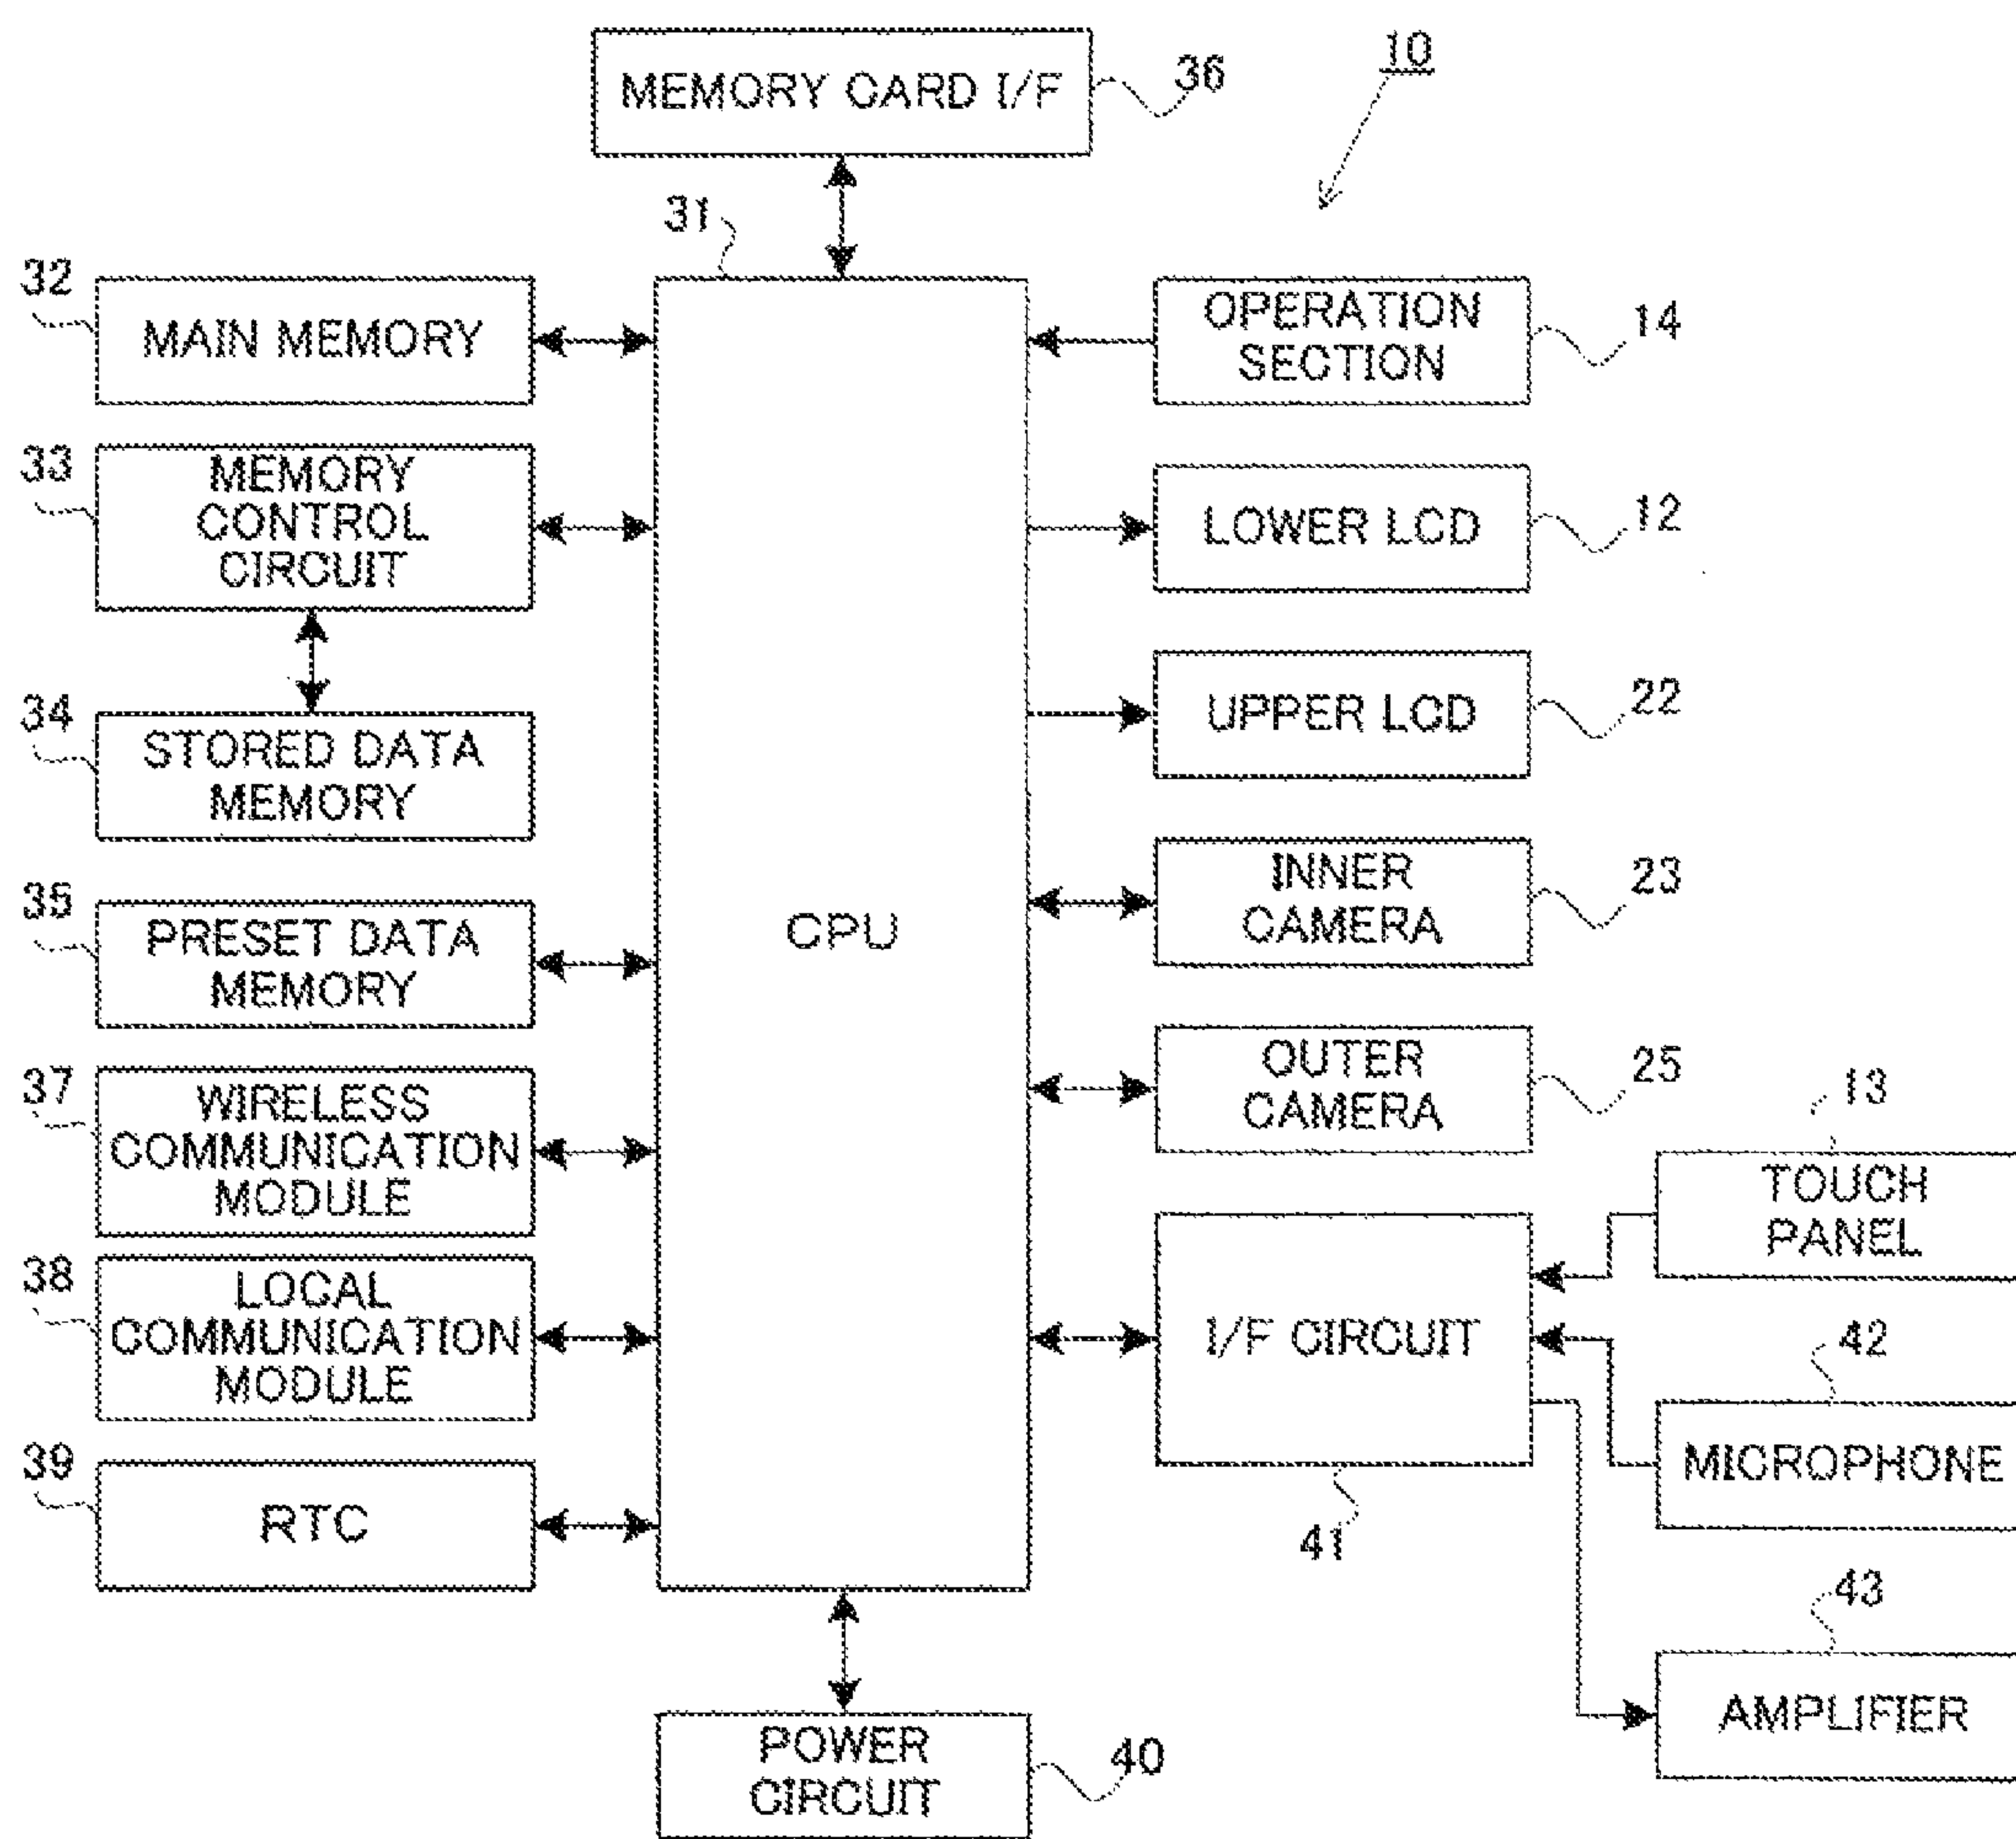 MEMORY CARD I/F
36
10
31
32
MAIN MEMORY
OPERATION
SECTION
14
33
MEMORY
CONTROL
CIRCUIT
LOWER LCD
12
34
STORED DATA
MEMORY
UPPER LCD
22
35
PRESET DATA
MEMORY
CPU
INNER
CAMERA
23
37
WIRELESS
COMMUNICATION
MODULE
OUTER
CAMERA
25
13
TOUCH
PANEL
38
LOCAL
COMMUNICATION
MODULE
I/F CIRCUIT
41
42
MICROPHONE
39
RTC
43
AMPLIFIER
POWER
CIRCUIT
40